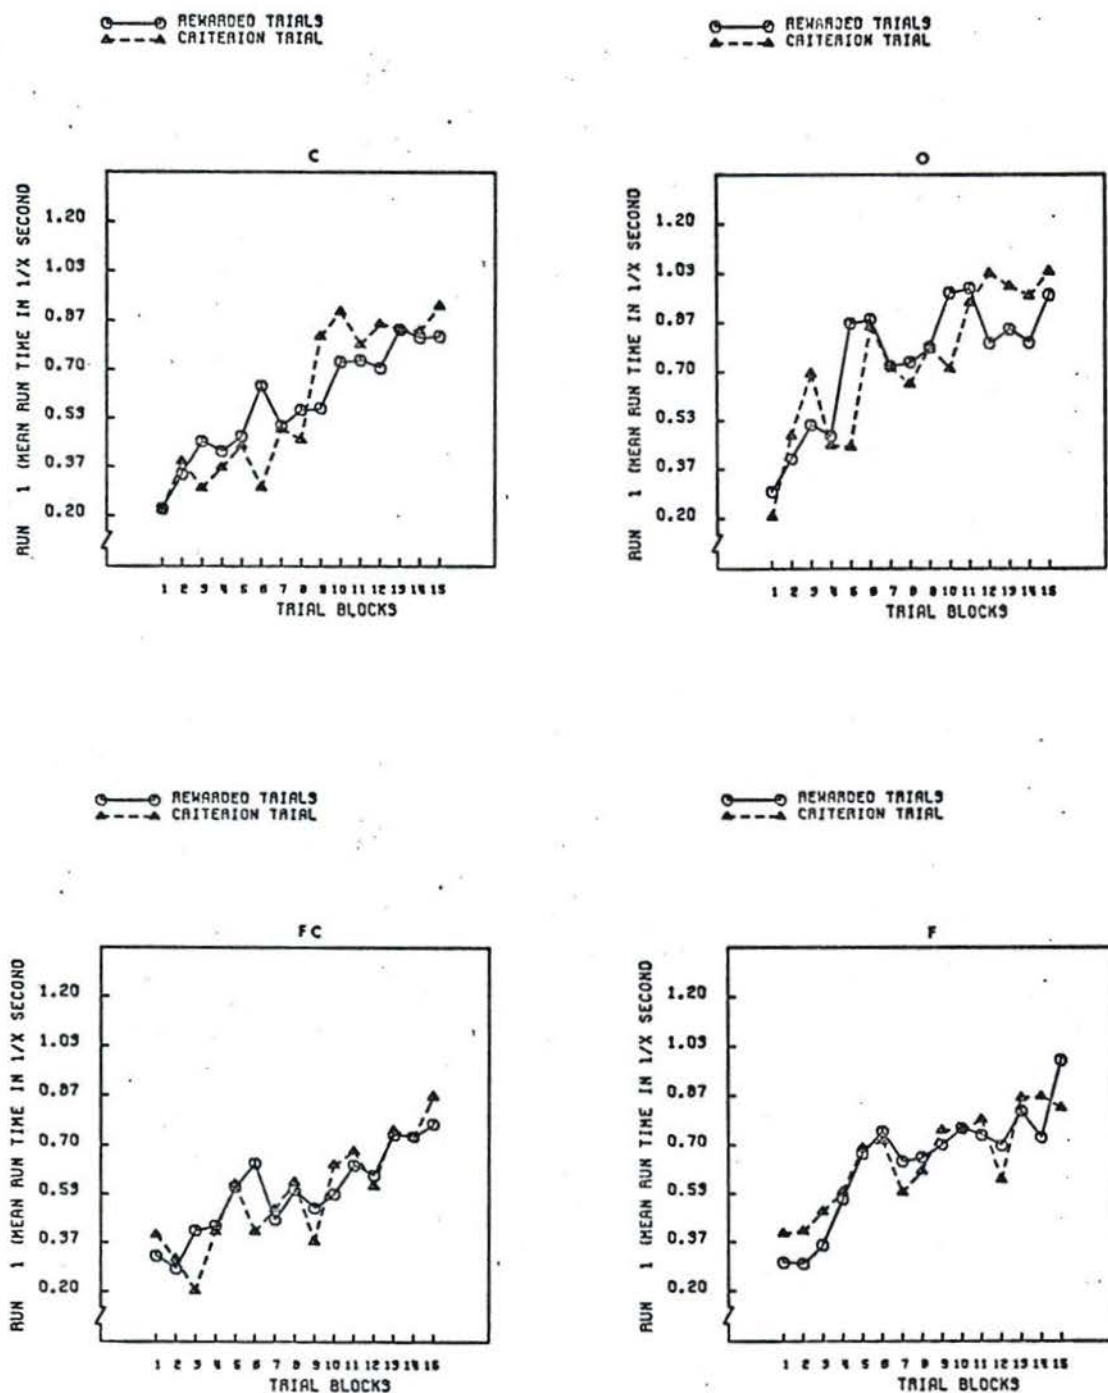 REWARDED TRIALS
CRITERION TRIAL
C
RUN 1 (MEAN RUN TIME IN 1/X SECOND
1.20
1.03
0.87
0.70
0.53
0.37
0.20
1 2 3 4 5 6 7 8 9 10 11 12 13 14 15
TRIAL BLOCKS
REWARDED TRIALS
CRITERION TRIAL
O
RUN 1 (MEAN RUN TIME IN 1/X SECOND
1.20
1.03
0.87
0.70
0.53
0.37
0.20
1 2 3 4 5 6 7 8 9 10 11 12 13 14 15
TRIAL BLOCKS
REWARDED TRIALS
CRITERION TRIAL
FC
RUN 1 (MEAN RUN TIME IN 1/X SECOND
1.20
1.03
0.87
0.70
0.53
0.37
0.20
1 2 3 4 5 6 7 8 9 10 11 12 13 14 15
TRIAL BLOCKS
REWARDED TRIALS
CRITERION TRIAL
F
RUN 1 (MEAN RUN TIME IN 1/X SECOND
1.20
1.03
0.87
0.70
0.53
0.37
0.20
1 2 3 4 5 6 7 8 9 10 11 12 13 14 15
TRIAL BLOCKS